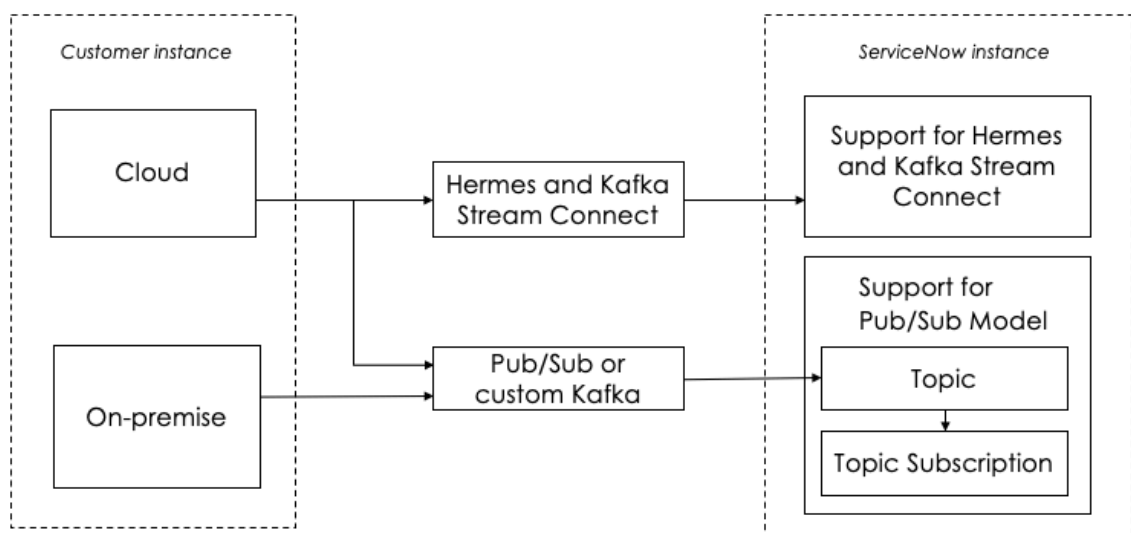 Customer instance
ServiceNow instance
Cloud
Hermes and Kafka
Stream Connect
Support for Hermes
and Kafka Stream
Connect
On-premise
Pub/Sub or
custom Kafka
Support for
Pub/Sub Model
Topic
Topic Subscription